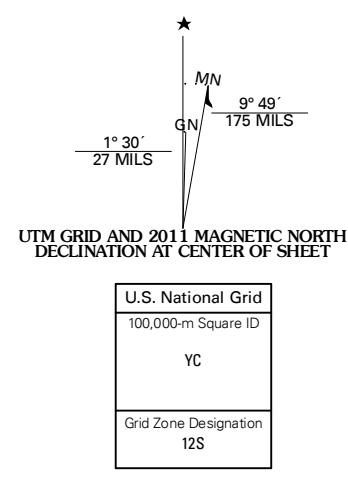 MN
9° 49´
175 MILS
GN
1° 30´
27 MILS
UTM GRID AND 2011 MAGNETIC NORTH
DECLINATION AT CENTER OF SHEET
U.S. National Grid
100,000-m Square ID
YC
Grid Zone Designation
12S